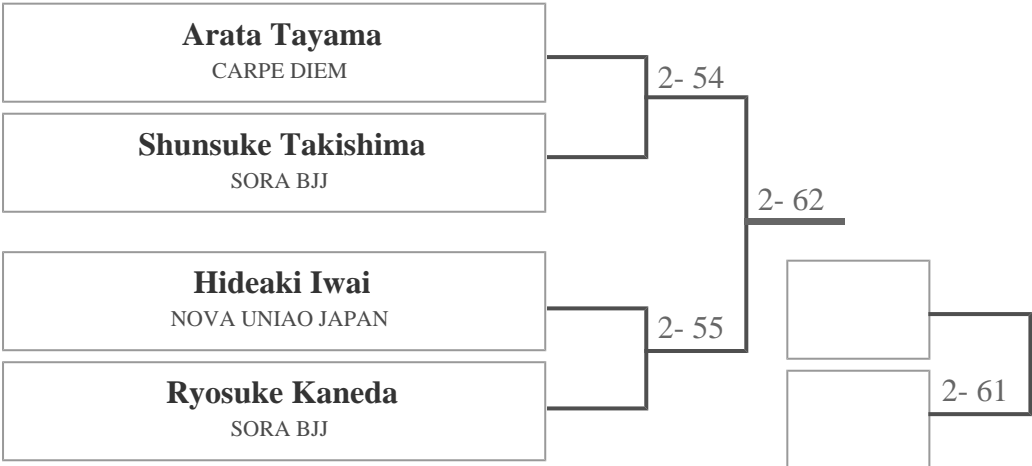 Arata Tayama
CARPE DIEM
2- 54
Shunsuke Takishima
SORA BJJ
2- 62
Hideaki Iwai
NOVA UNIAO JAPAN
2- 55
Ryosuke Kaneda
SORA BJJ
2- 61